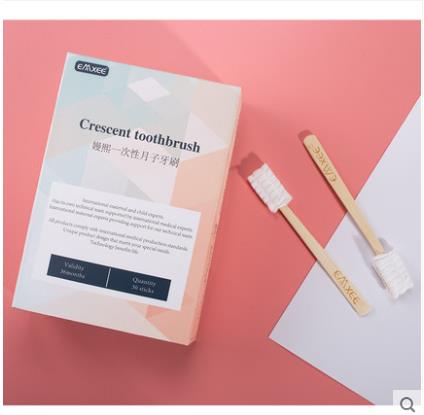 EMXEE
Crescent toothbrush
嫚熙一次性月子牙刷
International maternal and child experts.
Has its own technical team supported by international medical experts.
International maternal experts providing support for our technical team.
All products comply with international medical production standards.
Unique product design that meets your special needs.
Technology benefits life.
Validity
36months
Quantity
30 sticks
EMXEE
EMXEE